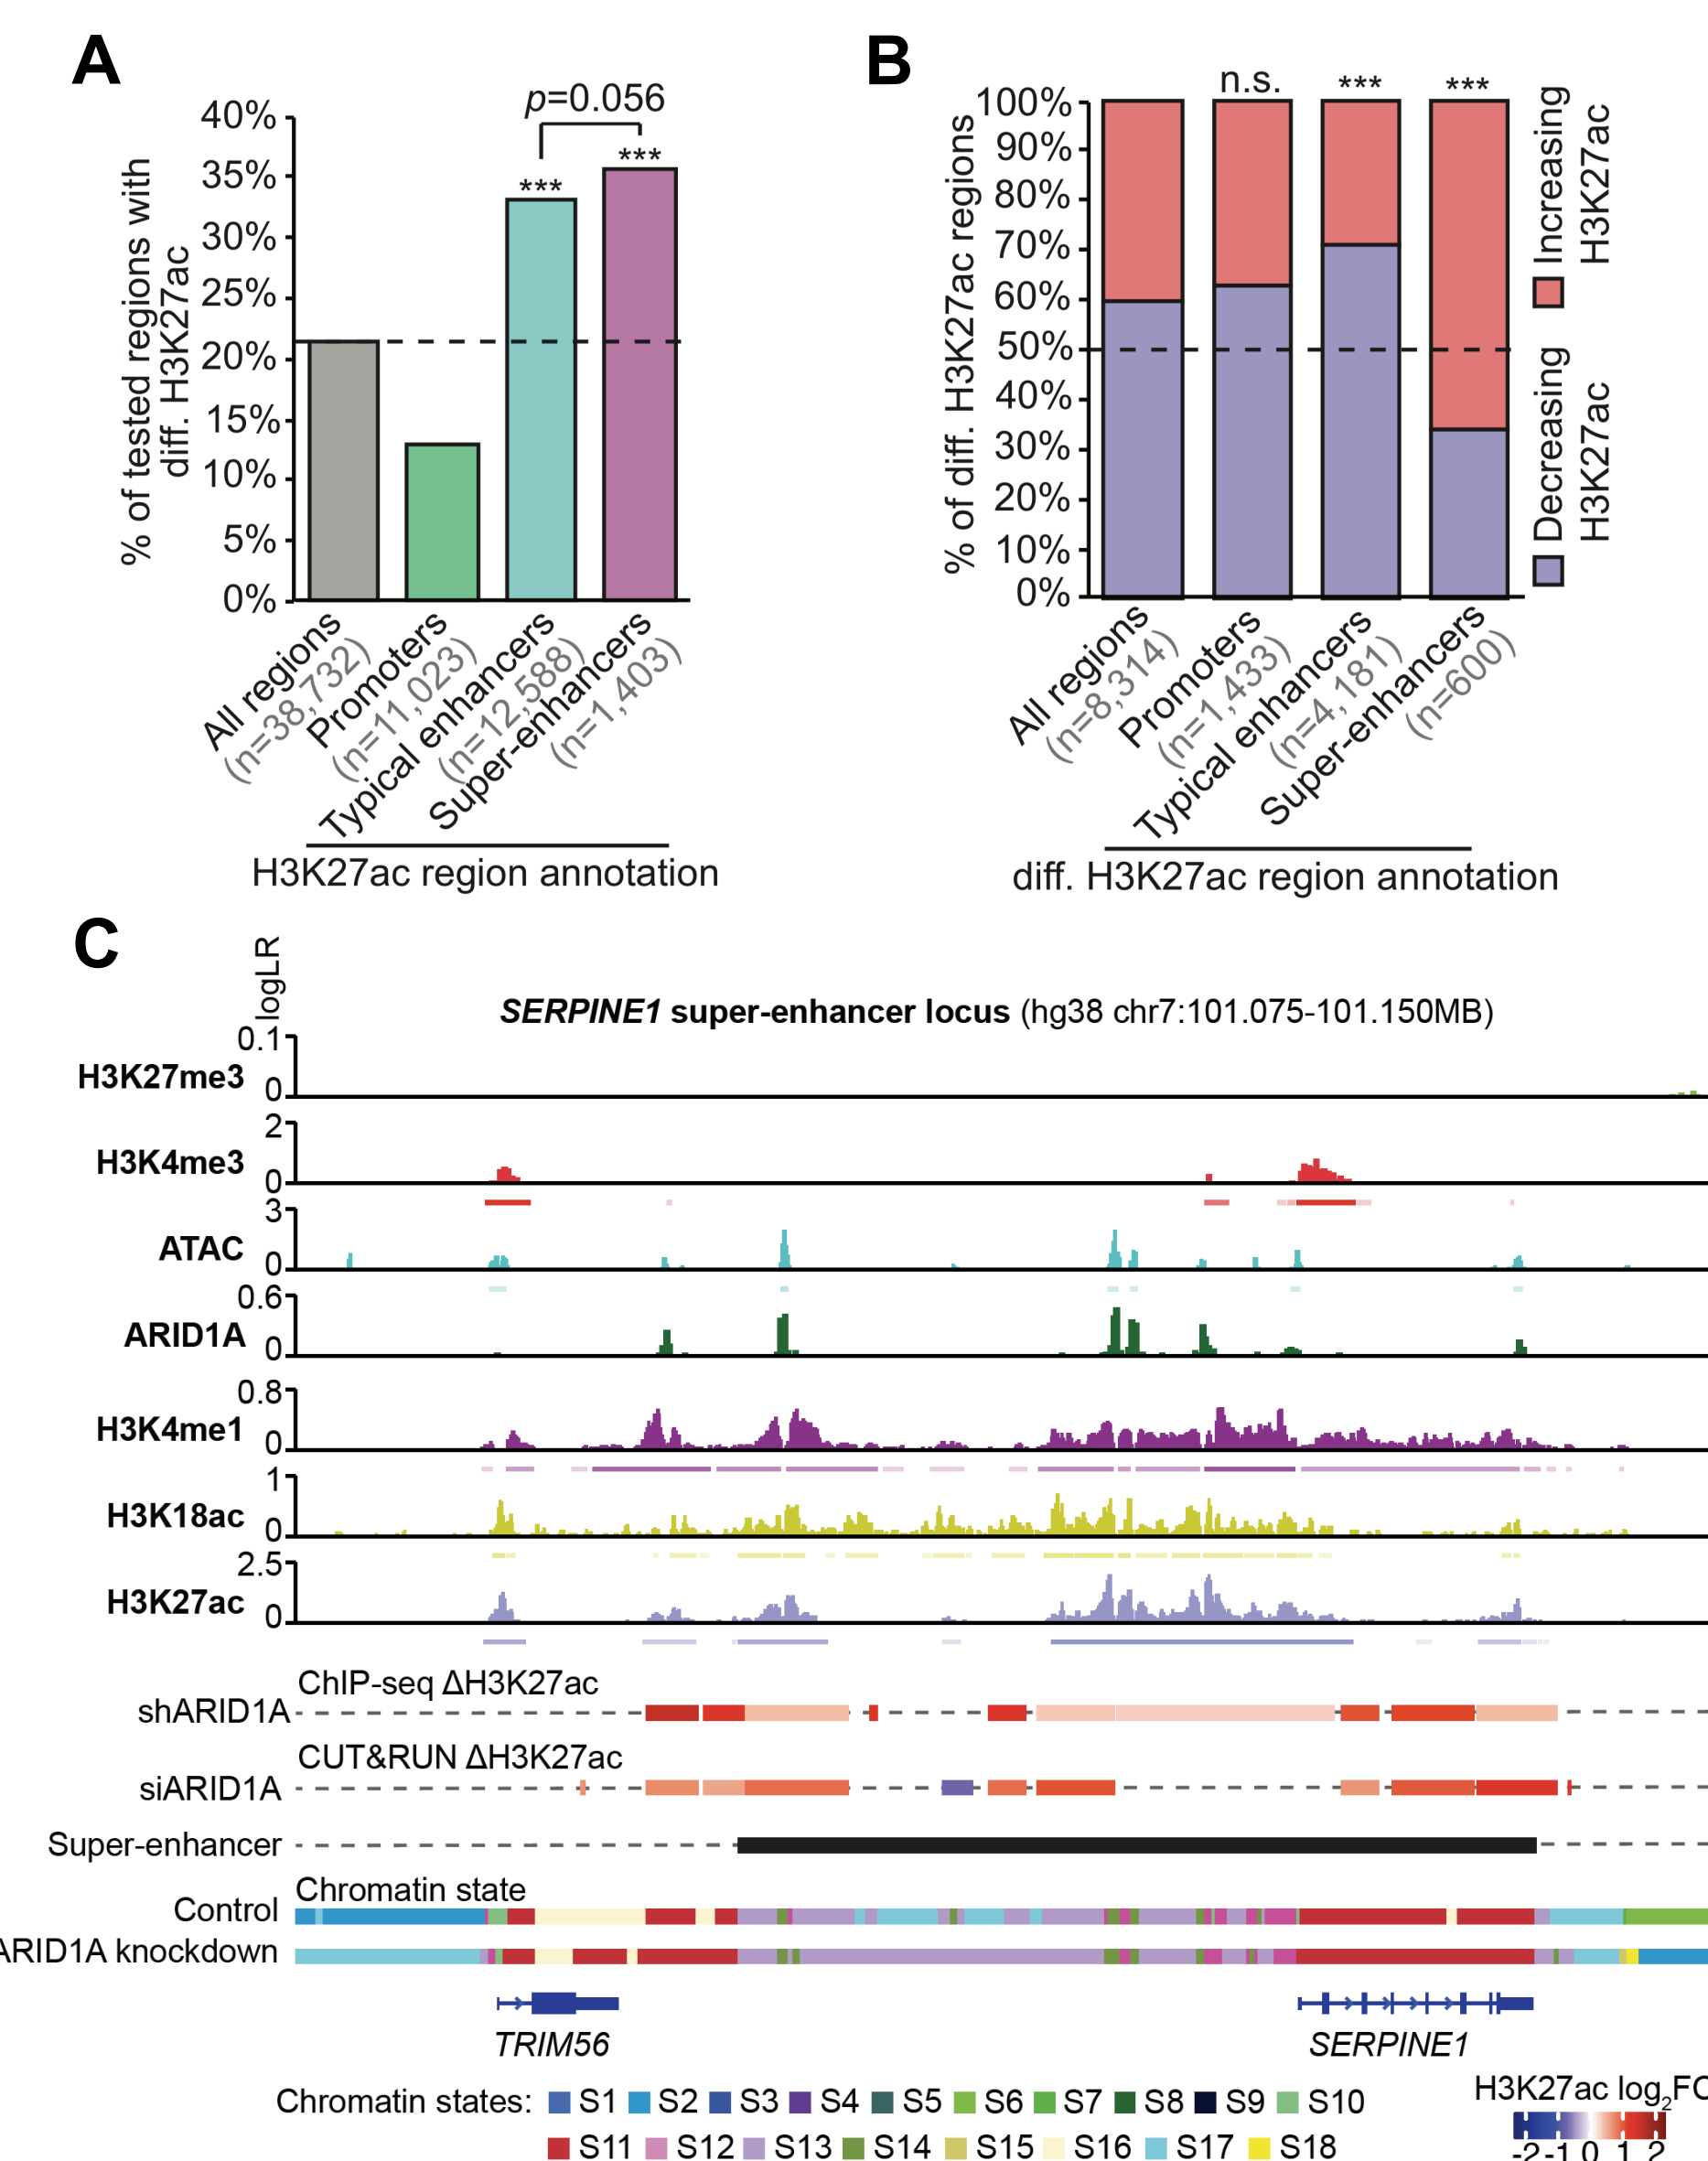 A
% of tested regions with
diff. H3K27ac
40%
35%
30%
25%
20%
15%
10%
5%
0%
p=0.056
***
***
All regions
(n=38,732)
Promoters
(n=11,023)
Typical enhancers
(n=12,588)
Super-enhancers
(n=1,403)
H3K27ac region annotation
B
% of diff. H3K27ac regions
100%
90%
80%
70%
60%
50%
40%
30%
20%
10%
0%
n.s.
***
***
Increasing
H3K27ac
Decreasing
H3K27ac
All regions
(n=8,314)
Promoters
(n=1,433)
Typical enhancers
(n=4,181)
Super-enhancers
(n=600)
diff. H3K27ac region annotation
C
logLR
SERPINE1 super-enhancer locus (hg38 chr7:101.075-101.150MB)
H3K27me3
0.1
0
H3K4me3
2
0
ATAC
3
0
ARID1A
0.6
0
H3K4me1
0.8
0
H3K18ac
1
0
H3K27ac
2.5
0
ChIP-seq ΔH3K27ac
shARID1A
CUT&RUN ΔH3K27ac
siARID1A
Super-enhancer
Chromatin state
Control
ARID1A knockdown
TRIM56
SERPINE1
Chromatin states: S1 S2 S3 S4 S5 S6 S7 S8 S9 S10
S11 S12 S13 S14 S15 S16 S17 S18
H3K27ac log2FC
-2 -1 0 1 2